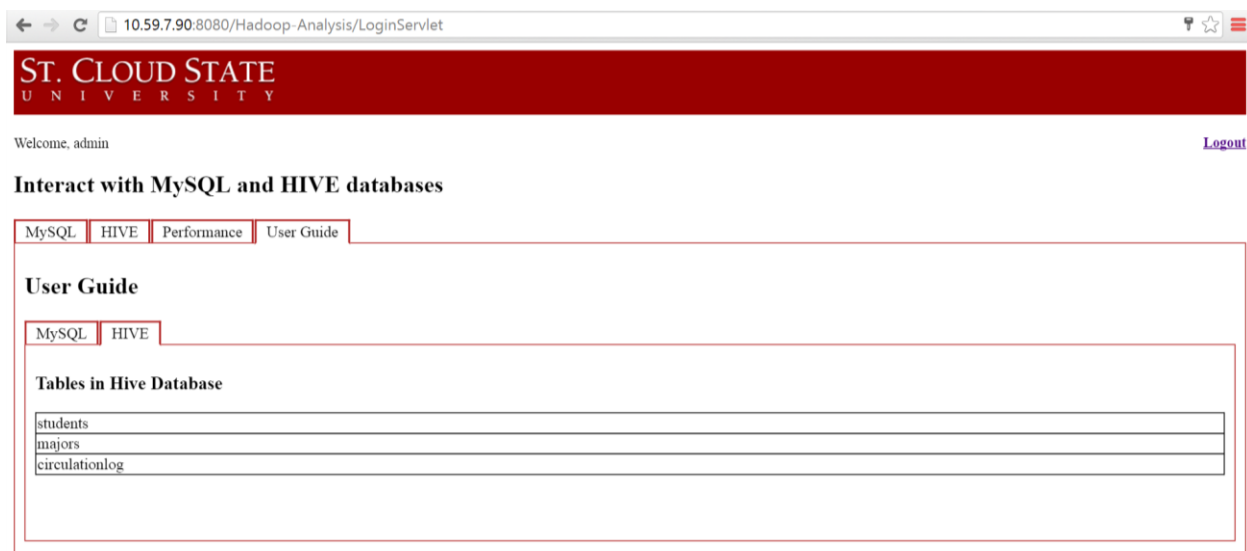 10.59.7.90:8080/Hadoop-Analysis/LoginServlet
ST. CLOUD STATE
UNIVERSITY
Welcome, admin Logout
Interact with MySQL and HIVE databases
MySQL HIVE Performance User Guide
User Guide
MySQL HIVE
Tables in Hive Database
students
majors
circulationlog